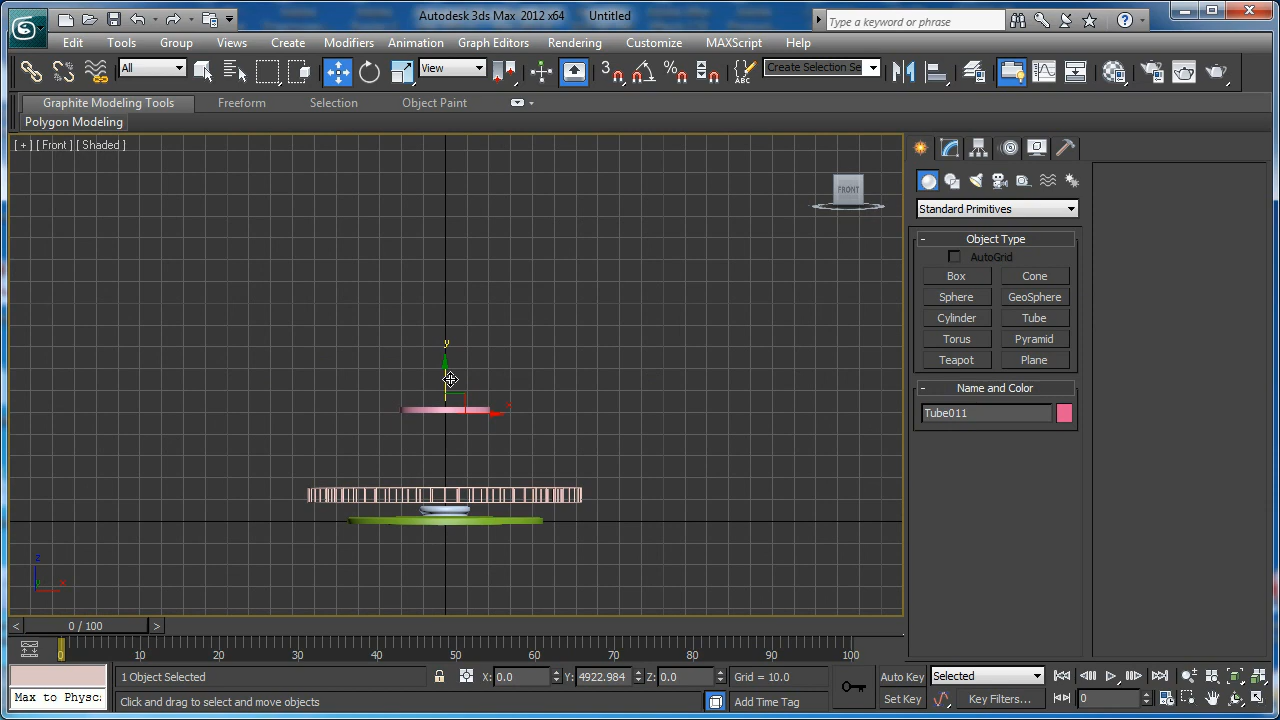 Autodesk 3ds Max 2012 x64 Untitled
Type a keyword or phrase
Edit Tools Group Views Create Modifiers Animation Graph Editors Rendering Customize MAXScript Help
All View Create Selection Se
Graphite Modeling Tools Freeform Selection Object Paint
Polygon Modeling
[ + ] [ Front ] [ Shaded ]
FRONT
Standard Primitives
- Object Type
AutoGrid
Box Cone
Sphere GeoSphere
Cylinder Tube
Torus Pyramid
Teapot Plane
- Name and Color
Tube011
y
x
z
x
< 0 / 100 >
0 10 20 30 40 50 60 70 80 90 100
1 Object Selected X: 0.0 Y: 4922.984 Z: 0.0 Grid = 10.0 Auto Key Selected
Max to Physc
Click and drag to select and move objects Add Time Tag Set Key Key Filters... 0